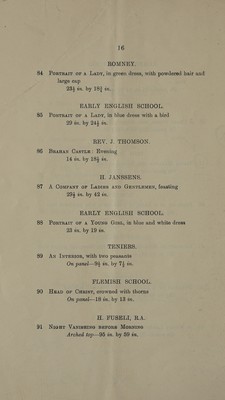 16
ROMNEY.
84 Portrait of a Lady, in green dress, with powdered hair and
large cap
23½ in. by 18½ in.
EARLY ENGLISH SCHOOL.
85 Portrait of a Lady, in blue dress with a bird
29 in. by 24½ in.
REV. J. THOMSON.
86 Braras Castle: Evening
14 in. by 18½ in.
H. JANSSENS.
87 A Company of Ladies and Gentlemen, feasting
25½ in. by 42 in.
EARLY ENGLISH SCHOOL.
88 Portrait of a Young Girl, in blue and white dress
23 in. by 19 in.
TENIERS.
89 An Interior, with two peasants
On panel—9½ in. by 7½ in.
FLEMISH SCHOOL.
90 Head of Christ, crowned with thorns
On panel—18 in. by 13 in.
H. FUSELI, R.A.
91 Night Vanishing before Morning
Arched top—95 in. by 59 in.